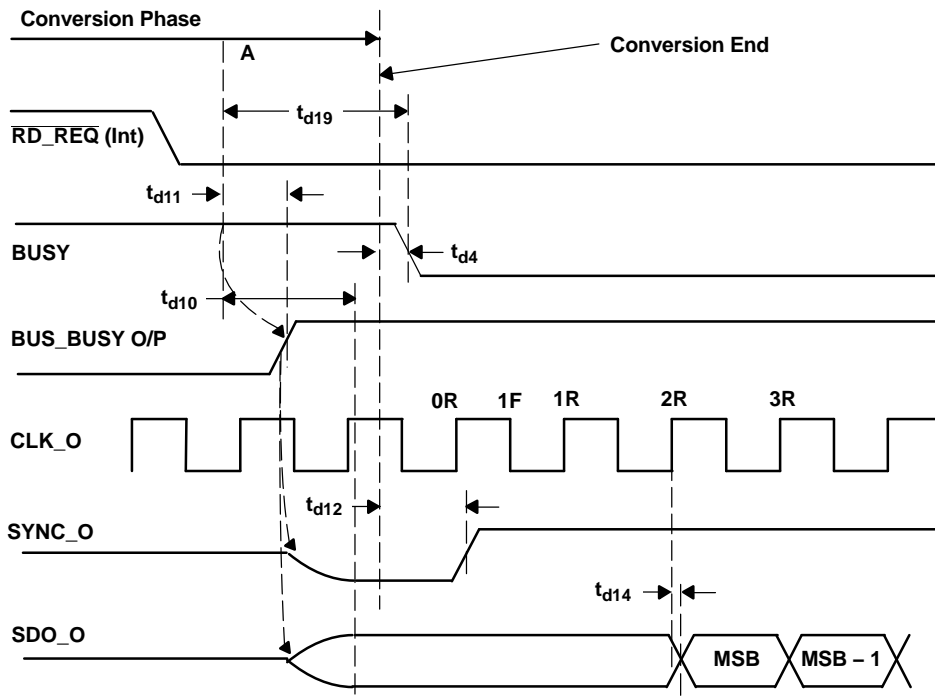 Conversion Phase
A
Conversion End
td19
RD_REQ (Int)
td11
BUSY
td4
td10
BUS_BUSY O/P
0R 1F 1R 2R 3R
CLK_O
td12
SYNC_O
td14
SDO_O
MSB MSB – 1